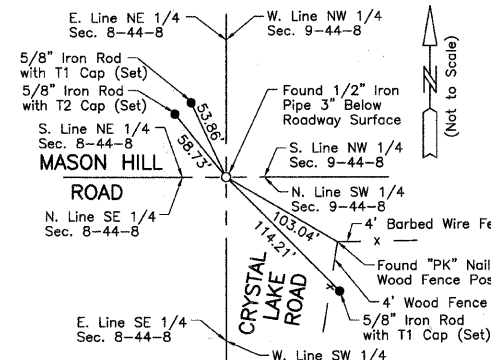 E. Line NE 1/4
Sec. 8-44-8
W. Line NW 1/4
Sec. 9-44-8
5/8" Iron Rod
with T1 Cap (Set)
5/8" Iron Rod
with T2 Cap (Set)
53.86'
58.73'
Found 1/2" Iron
Pipe 3" Below
Roadway Surface
N
(Not to Scale)
S. Line NE 1/4
Sec. 8-44-8
MASON HILL
ROAD
S. Line NW 1/4
Sec. 9-44-8
N. Line SE 1/4
Sec. 8-44-8
N. Line SW 1/4
Sec. 9-44-8
103.04'
114.21'
4' Barbed Wire Fe
x
Found "PK" Nail
Wood Fence Pos
4' Wood Fence
x
5/8" Iron Rod
with T1 Cap (Set)
CRYSTAL
LAKE
ROAD
E. Line SE 1/4
Sec. 8-44-8
W. Line SW 1/4